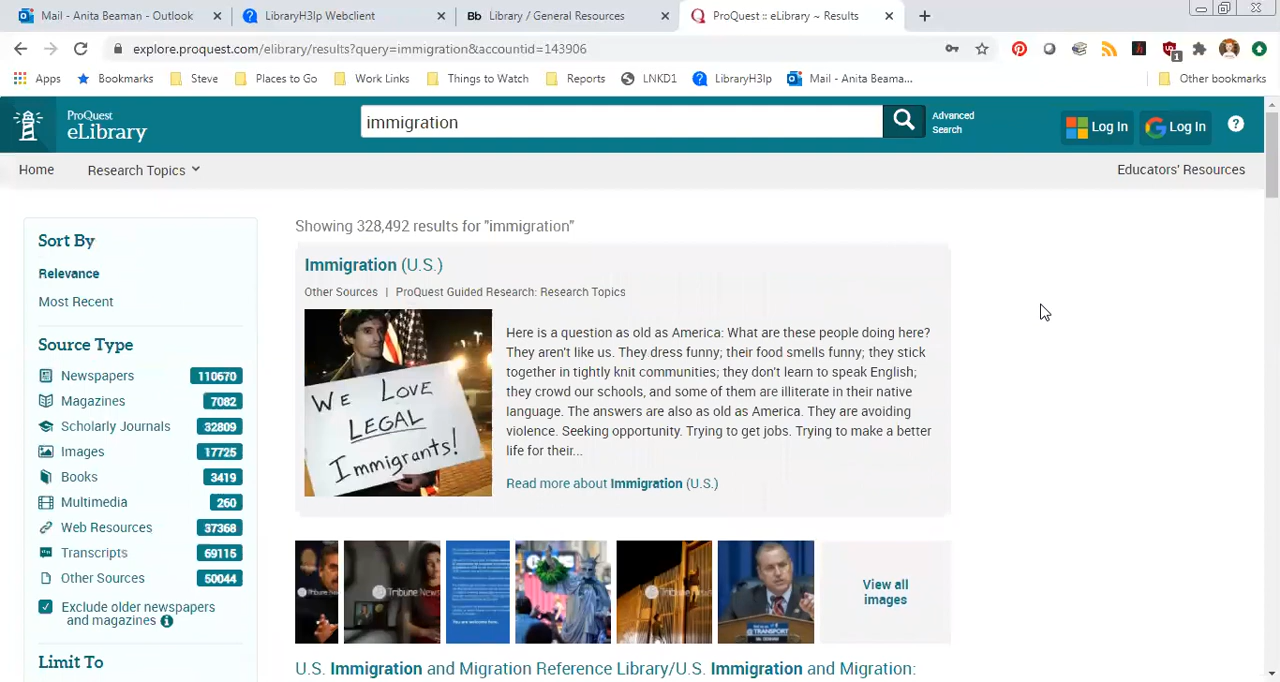 Mail - Anita Beaman - Outlook
LibraryH3lp Webclient
Bb Library / General Resources
ProQuest :: eLibrary ~ Results
explore.proquest.com/elibrary/results?query=immigration&accountid=143906
1
Apps
Bookmarks
Steve
Places to Go
Work Links
Things to Watch
Reports
LNKD1
LibraryH3lp
Mail - Anita Beama...
Other bookmarks
ProQuest
eLibrary
immigration
Advanced
Search
Log In
Log In
?
Home
Research Topics
Educators' Resources
Sort By
Relevance
Most Recent
Source Type
Newspapers 110670
Magazines 7082
Scholarly Journals 32809
Images 17725
Books 3419
Multimedia 260
Web Resources 37368
Transcripts 69115
Other Sources 50044
Exclude older newspapers
and magazines
Limit To
Showing 328,492 results for "immigration"
Immigration (U.S.)
Other Sources | ProQuest Guided Research: Research Topics
WE LOVE
LEGAL
Immigrants!
Here is a question as old as America: What are these people doing here?
They aren't like us. They dress funny; their food smells funny; they stick
together in tightly knit communities; they don't learn to speak English;
they crowd our schools, and some of them are illiterate in their native
language. The answers are also as old as America. They are avoiding
violence. Seeking opportunity. Trying to get jobs. Trying to make a better
life for their...
Read more about Immigration (U.S.)
Tribune New
Tribune News
View all
images
U.S. Immigration and Migration Reference Library/U.S. Immigration and Migration: